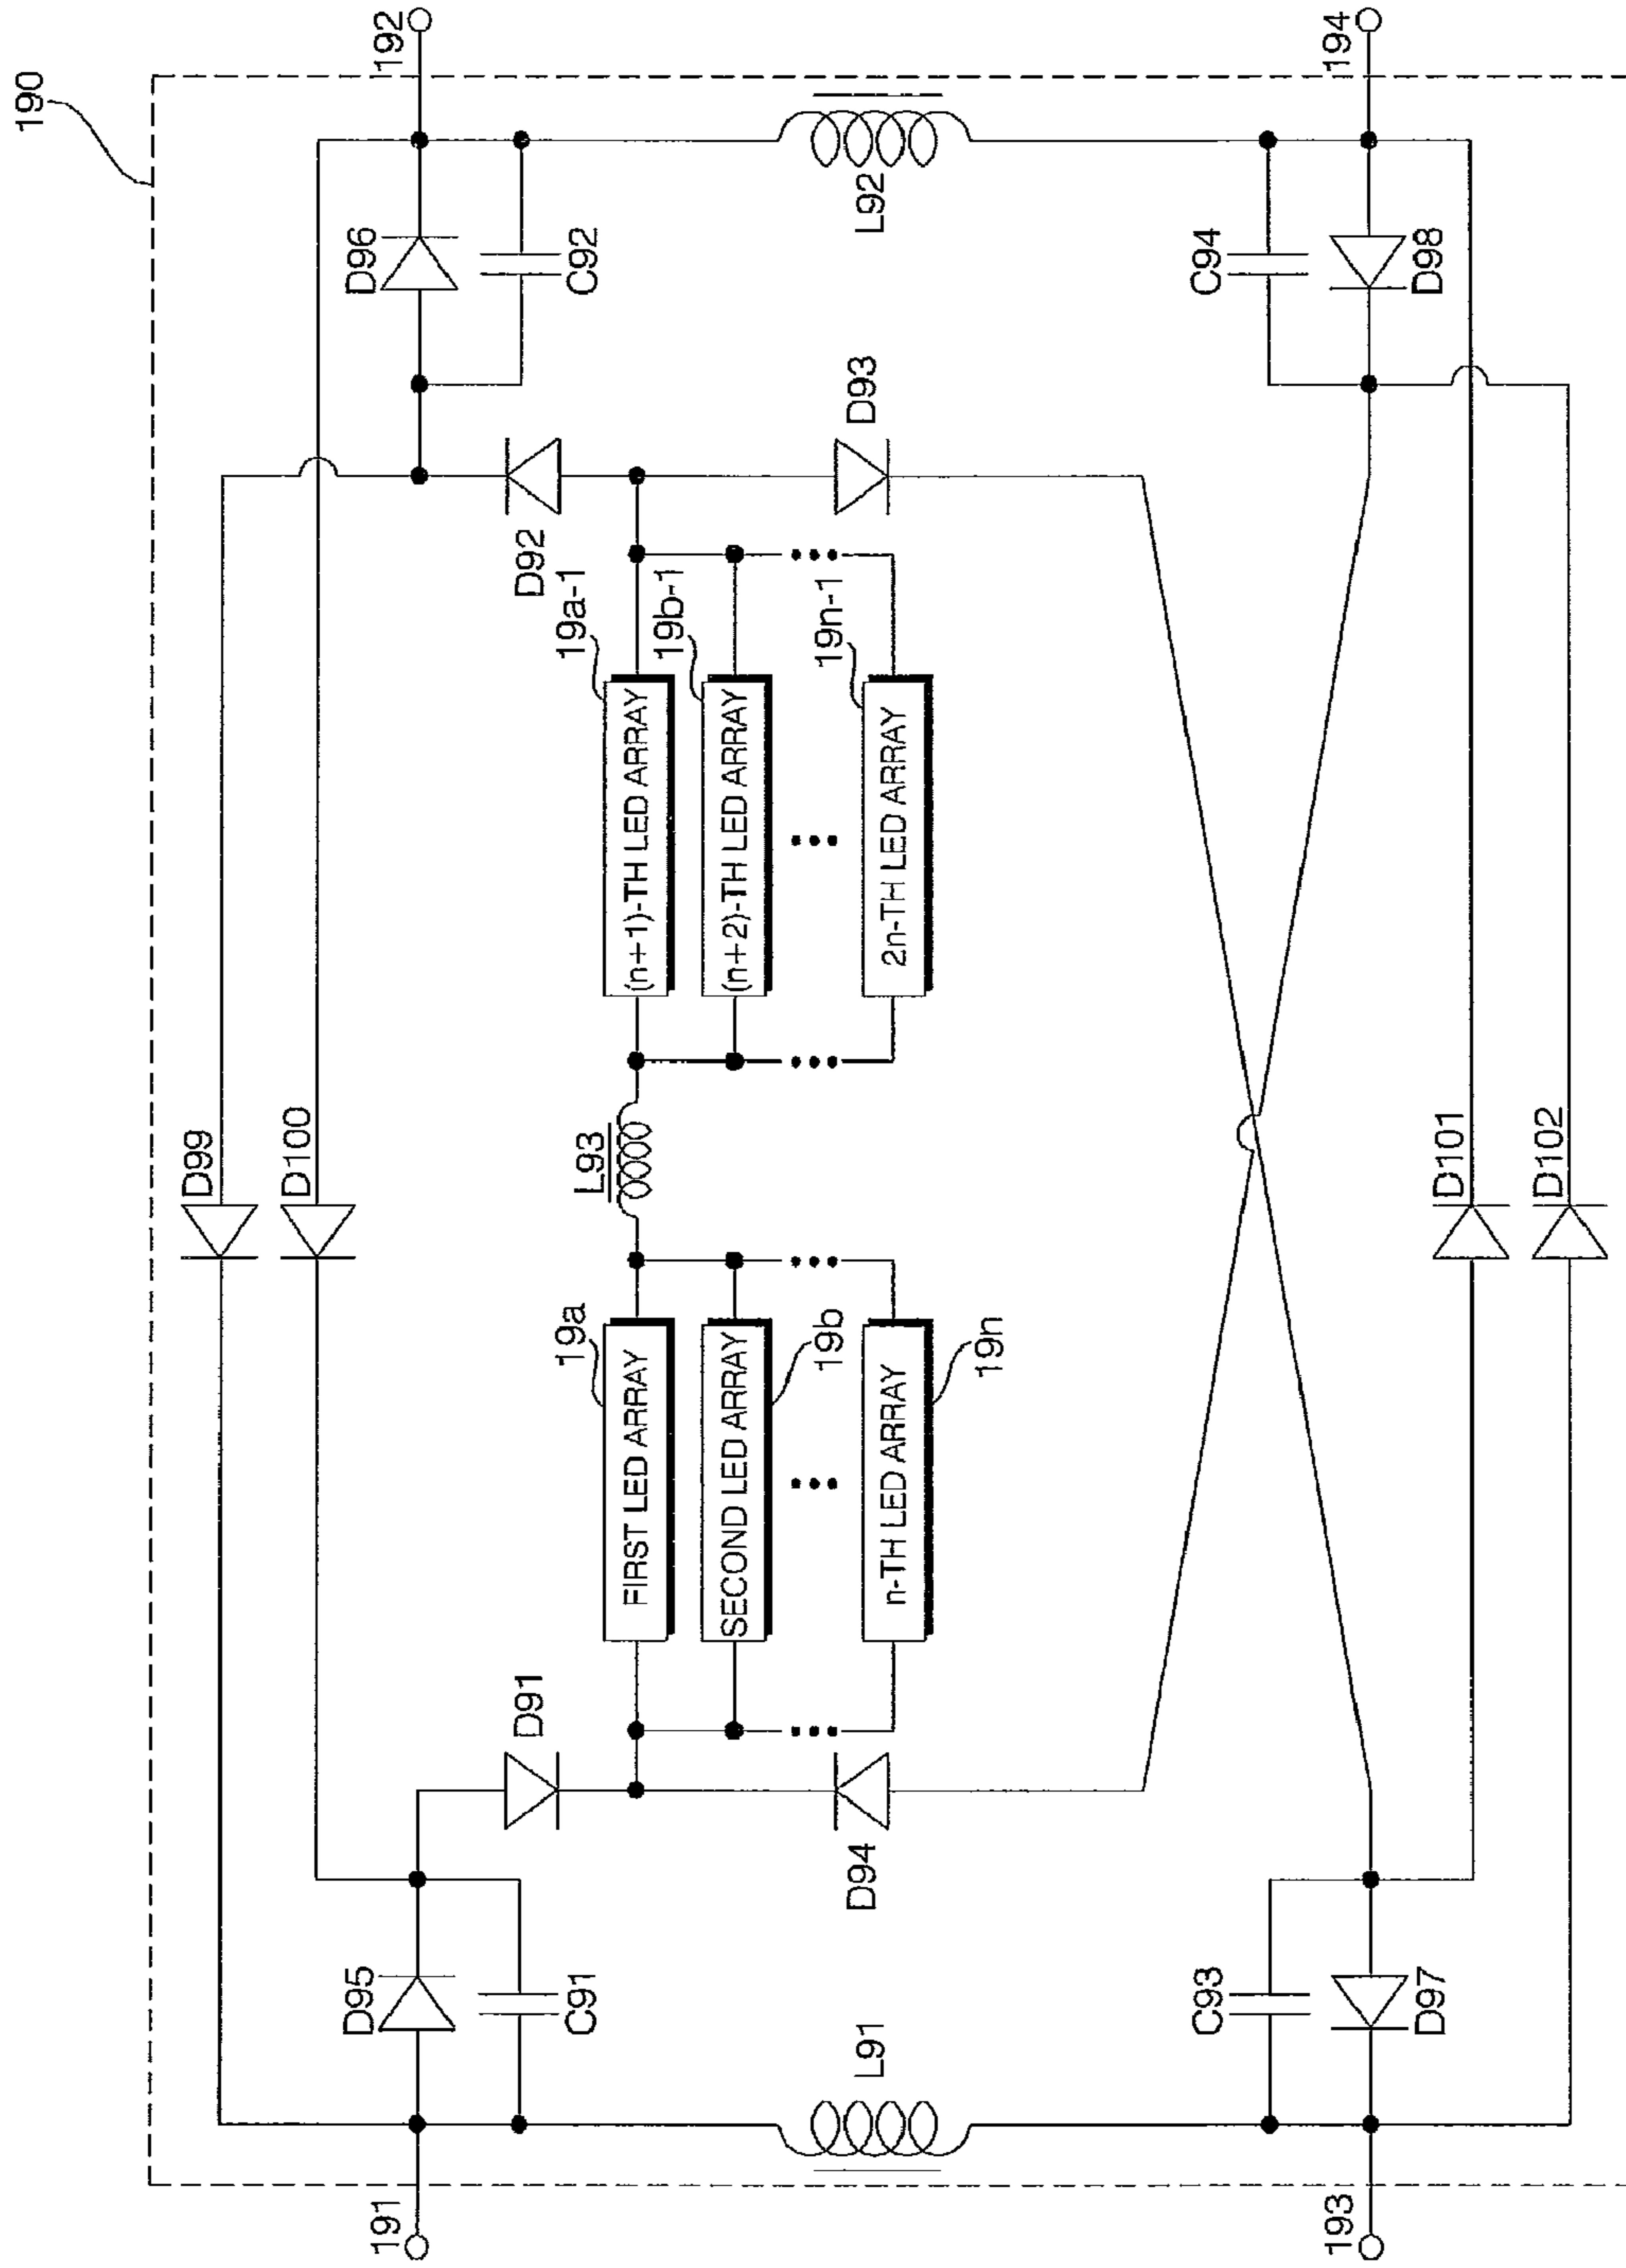 190
191
192
193
194
D99
D100
D95
C91
D91
D92
D96
C92
19a
FIRST LED ARRAY
19b
SECOND LED ARRAY
19n
n-TH LED ARRAY
L93
19a-1
(n+1)-TH LED ARRAY
19b-1
(n+2)-TH LED ARRAY
19n-1
2n-TH LED ARRAY
L91
L92
D94
D93
C93
D97
C94
D98
D101
D102